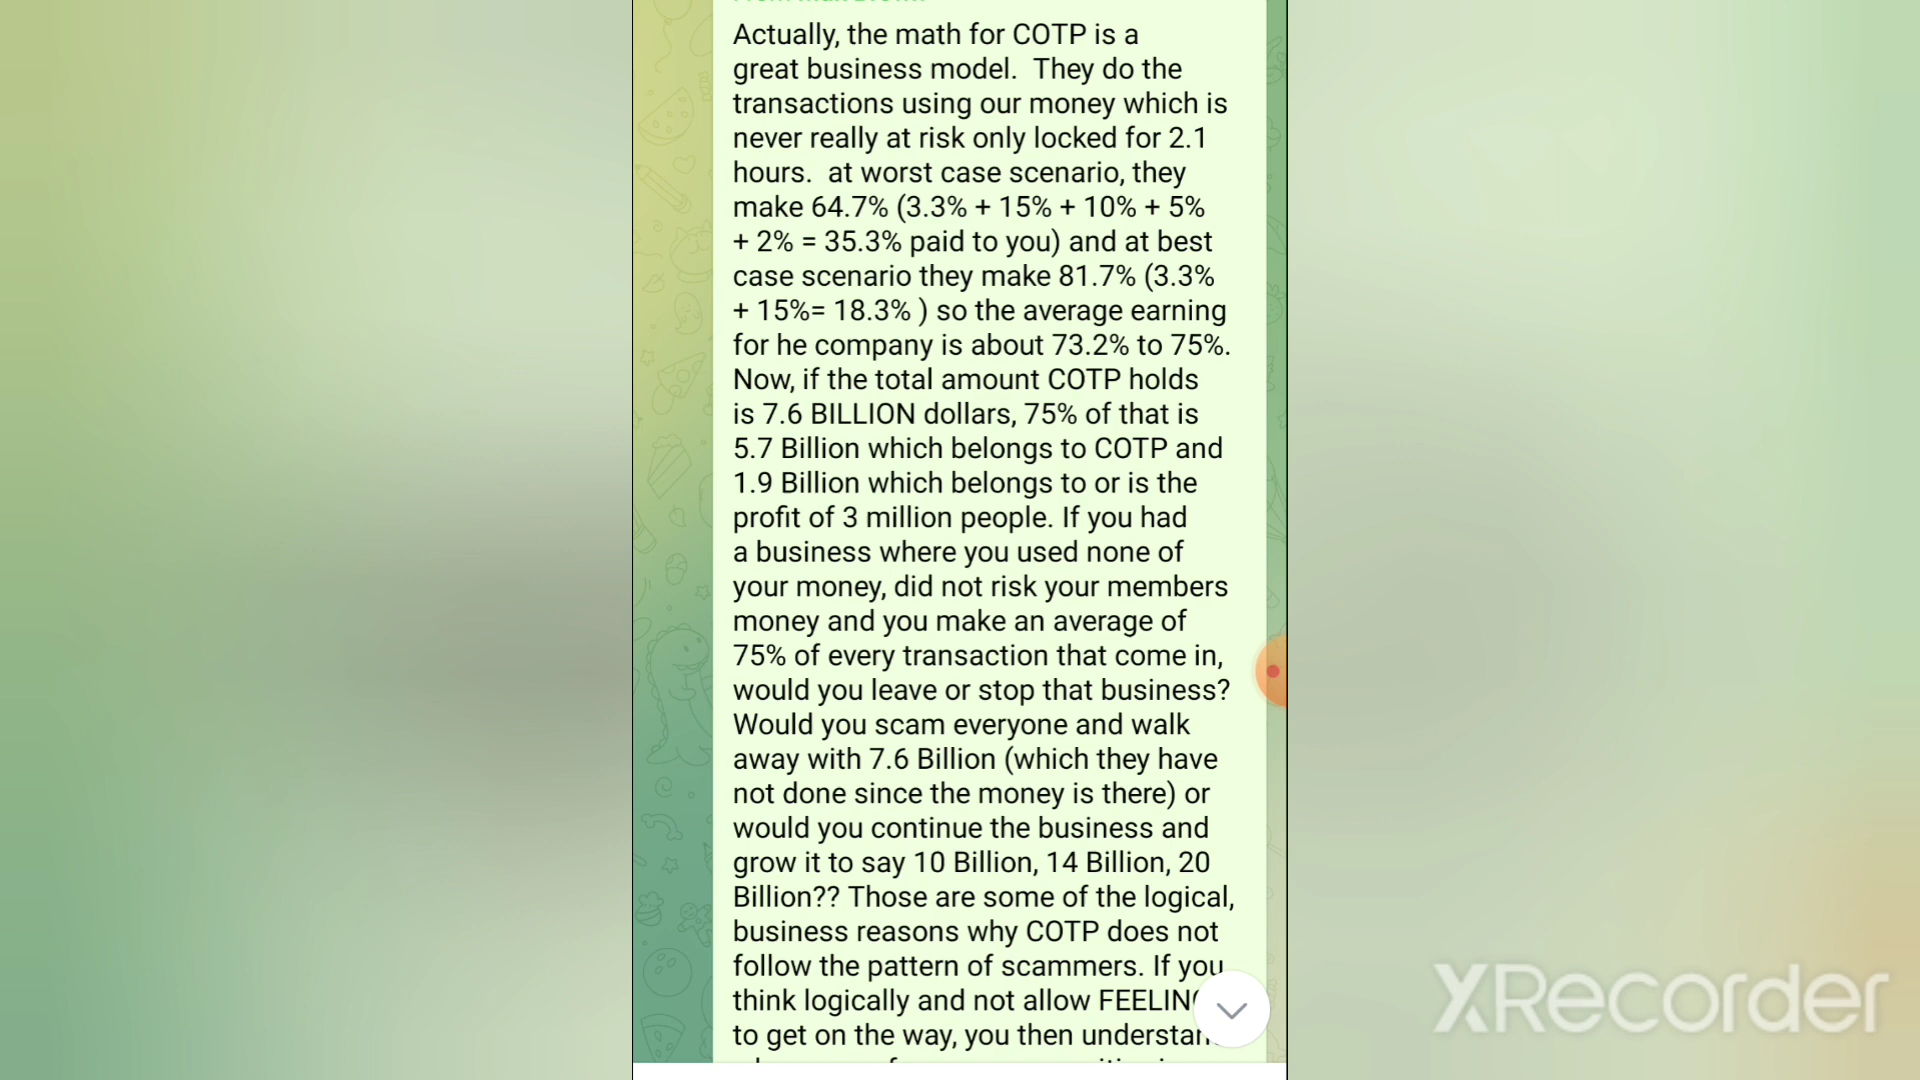 Actually, the math for COTP is a
great business model.  They do the
transactions using our money which is
never really at risk only locked for 2.1
hours.  at worst case scenario, they
make 64.7% (3.3% + 15% + 10% + 5%
+ 2% = 35.3% paid to you) and at best
case scenario they make 81.7% (3.3%
+ 15%= 18.3% ) so the average earning
for he company is about 73.2% to 75%.
Now, if the total amount COTP holds
is 7.6 BILLION dollars, 75% of that is
5.7 Billion which belongs to COTP and
1.9 Billion which belongs to or is the
profit of 3 million people. If you had
a business where you used none of
your money, did not risk your members
money and you make an average of
75% of every transaction that come in,
would you leave or stop that business?
Would you scam everyone and walk
away with 7.6 Billion (which they have
not done since the money is there) or
would you continue the business and
grow it to say 10 Billion, 14 Billion, 20
Billion?? Those are some of the logical,
business reasons why COTP does not
follow the pattern of scammers. If you
think logically and not allow
to get on the way, you then
XRecorder